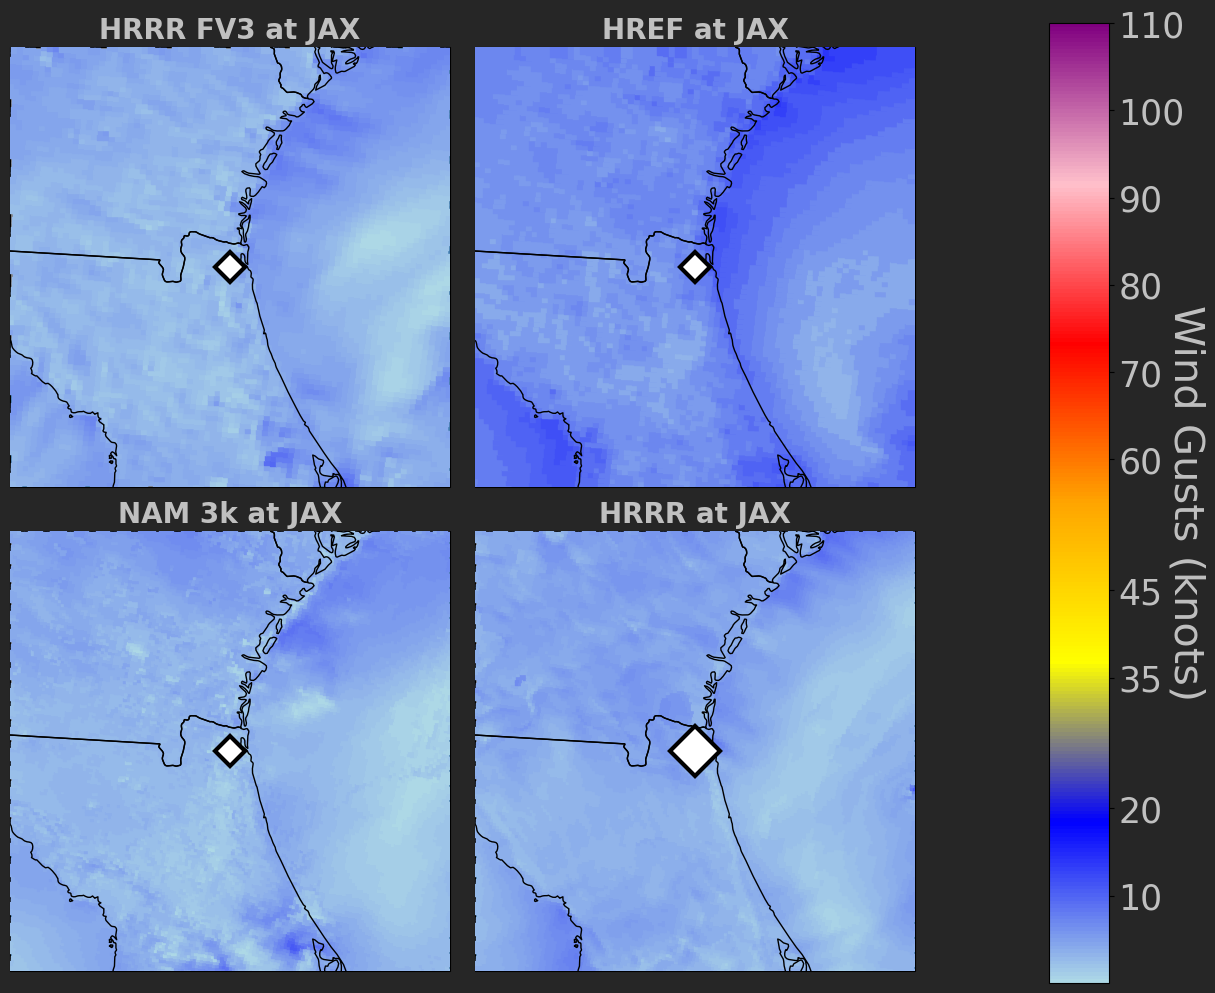 HRRR FV3 at JAX
HREF at JAX
NAM 3k at JAX
HRRR at JAX
110
100
90
80
70
60
45
35
20
10
Wind Gusts (knots)